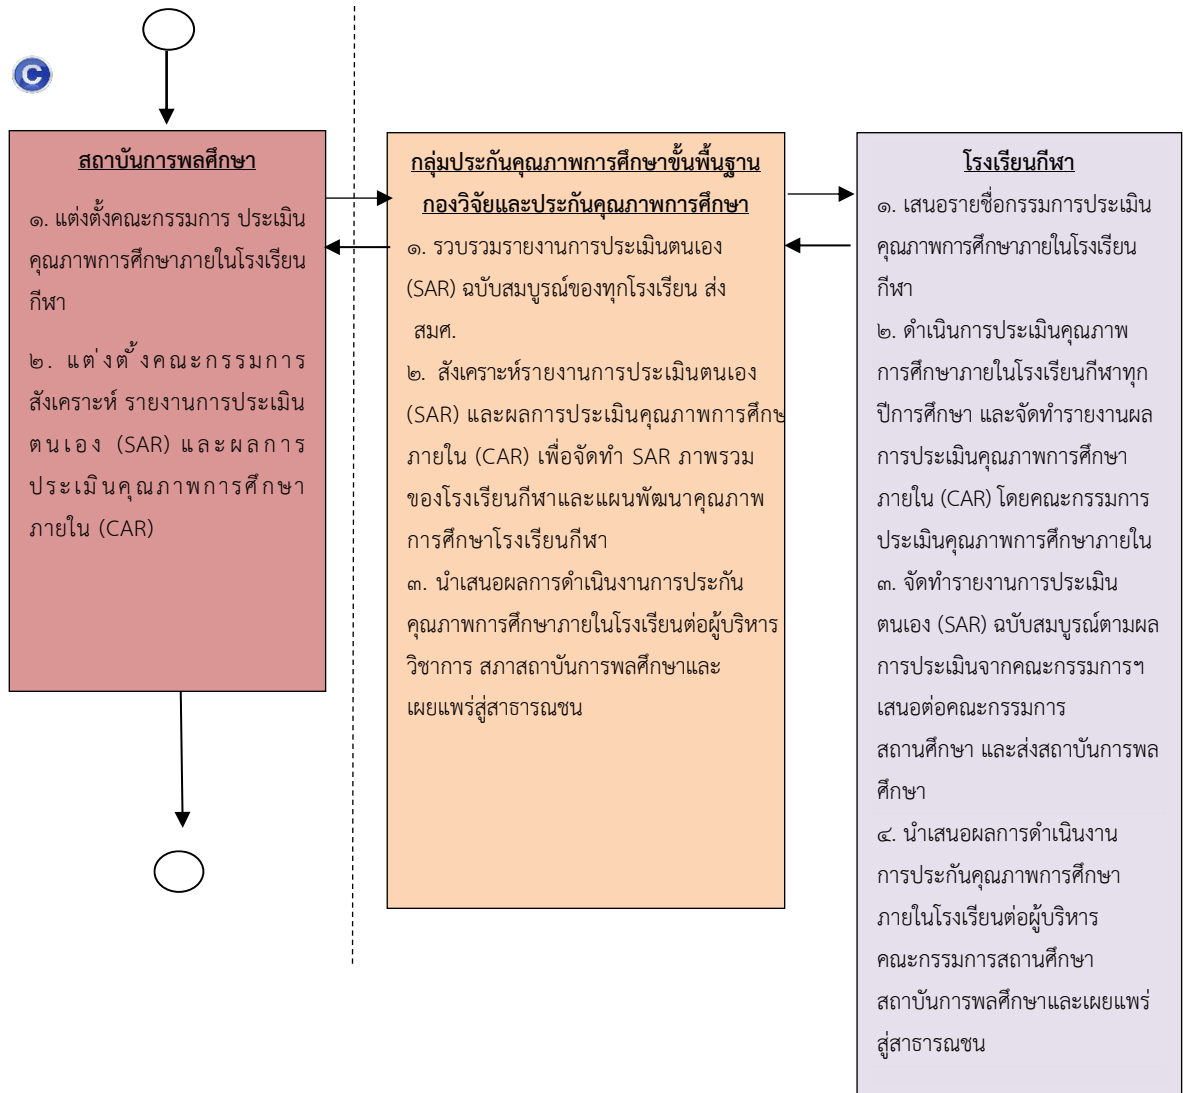 C
สถาบันการพลศึกษา
๑. แต่งตั้งคณะกรรมการ ประเมิน
คุณภาพการศึกษาภายในโรงเรียน
กีฬา
๒. แต่งตั้งคณะกรรมการ
สังเคราะห์ รายงานการประเมิน
ตนเอง (SAR) และผลการ
ประเมินคุณภาพการศึกษา
ภายใน (CAR)
กลุ่มประกันคุณภาพการศึกษาขั้นพื้นฐาน
กองวิจัยและประกันคุณภาพการศึกษา
๑. รวบรวมรายงานการประเมินตนเอง
(SAR) ฉบับสมบูรณ์ของทุกโรงเรียน ส่ง
สมศ.
๒. สังเคราะห์รายงานการประเมินตนเอง
(SAR) และผลการประเมินคุณภาพการศึกษ
ภายใน (CAR) เพื่อจัดทำ SAR ภาพรวม
ของโรงเรียนกีฬาและแผนพัฒนาคุณภาพ
การศึกษาโรงเรียนกีฬา
๓. นำเสนอผลการดำเนินงานการประกัน
คุณภาพการศึกษาภายในโรงเรียนต่อผู้บริหาร
วิชาการ สภาสถาบันการพลศึกษาและ
เผยแพร่สู่สาธารณชน
โรงเรียนกีฬา
๑. เสนอรายชื่อกรรมการประเมิน
คุณภาพการศึกษาภายในโรงเรียน
กีฬา
๒. ดำเนินการประเมินคุณภาพ
การศึกษาภายในโรงเรียนกีฬาทุก
ปีการศึกษา และจัดทำรายงานผล
การประเมินคุณภาพการศึกษา
ภายใน (CAR) โดยคณะกรรมการ
ประเมินคุณภาพการศึกษาภายใน
๓. จัดทำรายงานการประเมิน
ตนเอง (SAR) ฉบับสมบูรณ์ตามผล
การประเมินจากคณะกรรมการฯ
เสนอต่อคณะกรรมการ
สถานศึกษา และส่งสถาบันการพล
ศึกษา
๔. นำเสนอผลการดำเนินงาน
การประกันคุณภาพการศึกษา
ภายในโรงเรียนต่อผู้บริหาร
คณะกรรมการสถานศึกษา
สถาบันการพลศึกษาและเผยแพร่
สู่สาธารณชน